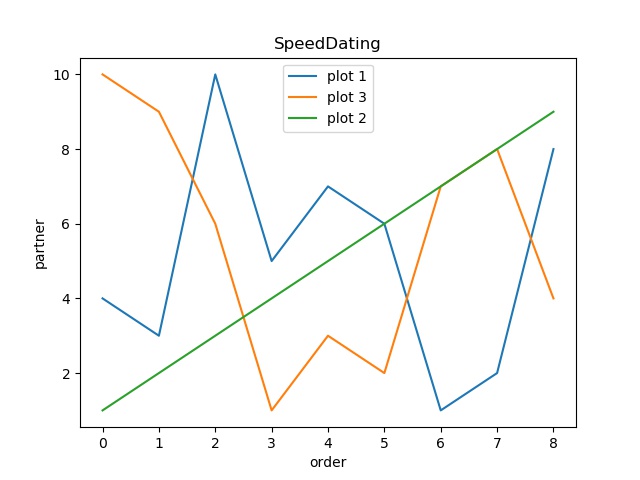 SpeedDating
plot 1
plot 3
plot 2
partner
10
8
6
4
2
0 1 2 3 4 5 6 7 8
order